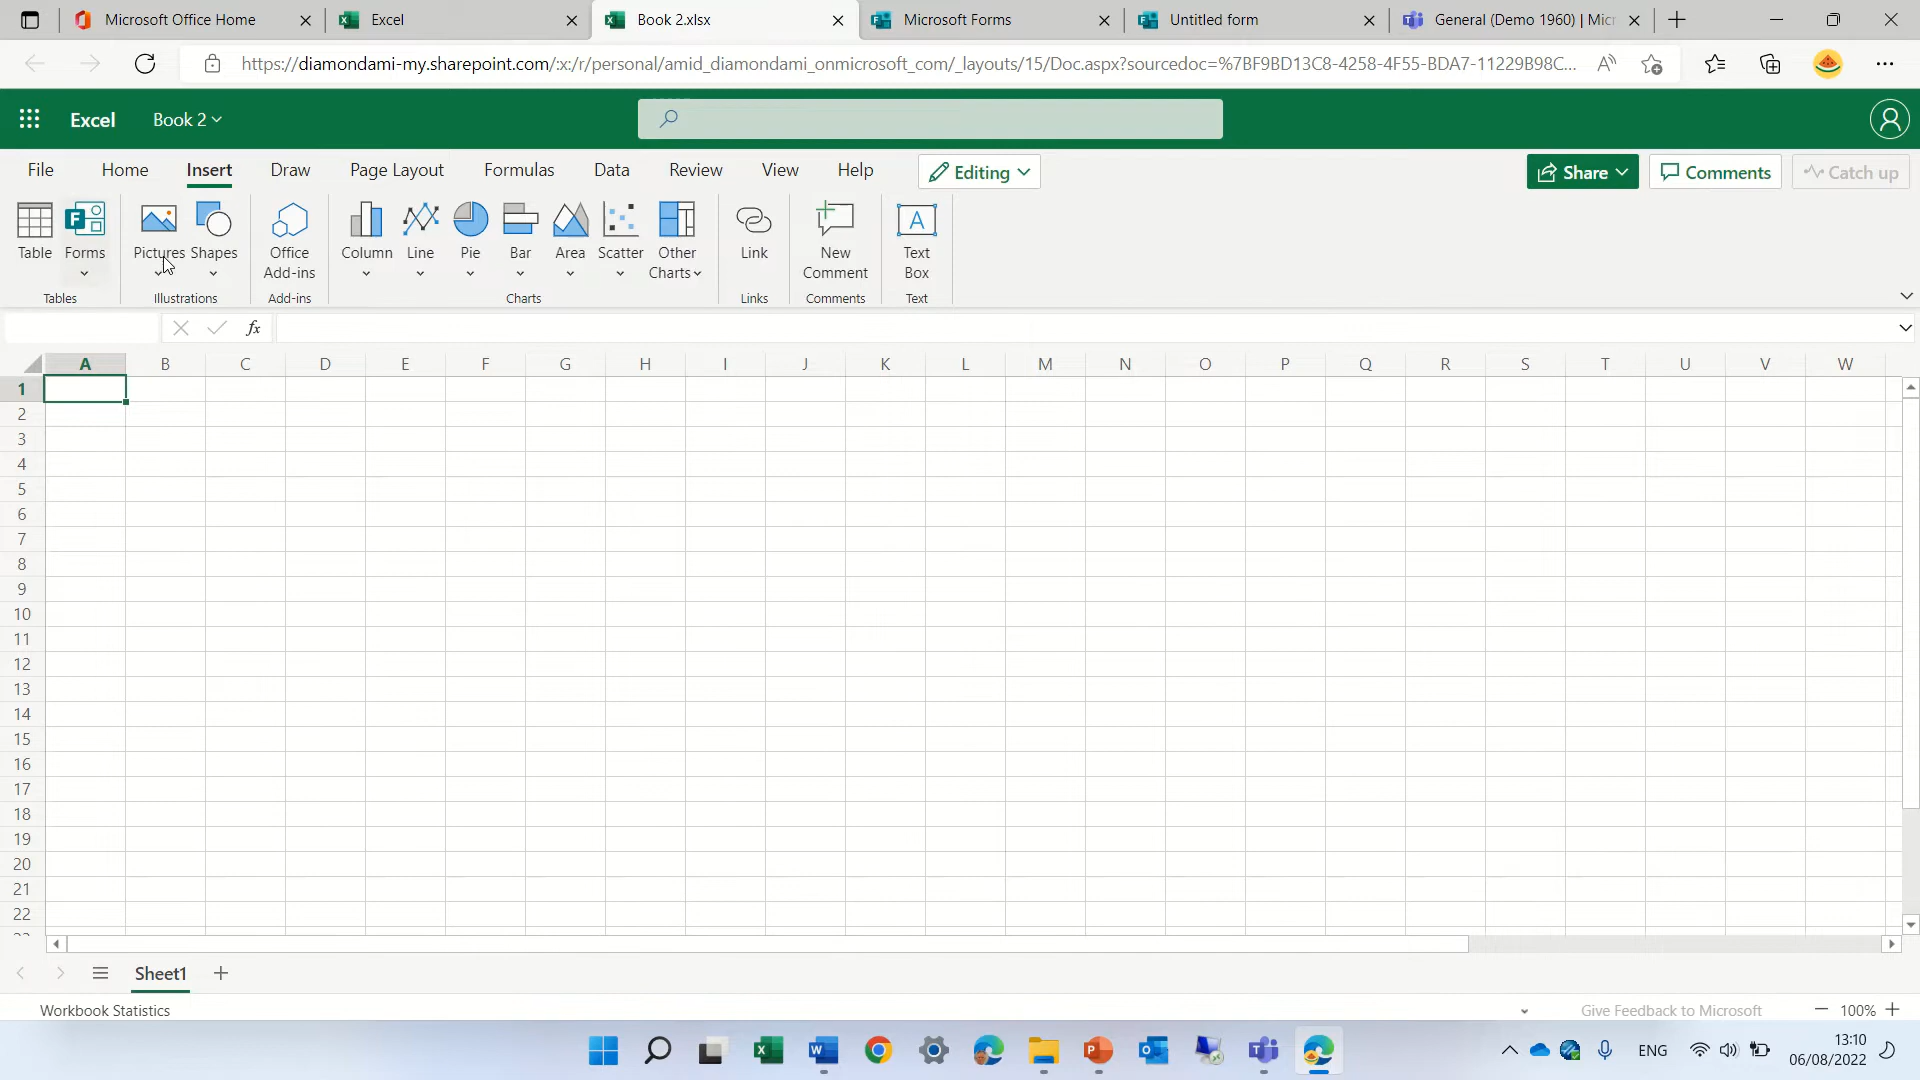 Microsoft Office Home
Excel
Book 2.xlsx
Microsoft Forms
Untitled form
General (Demo 1960) | Micr
https://diamondami-my.sharepoint.com/:x:/r/personal/amid_diamondami_onmicrosoft_com/_layouts/15/Doc.aspx?sourcedoc=%7BF9BD13C8-4258-4F55-BDA7-11229B98C...
Excel
Book 2
File Home Insert Draw Page Layout Formulas Data Review View Help Editing Share Comments Catch up
Table Forms Pictures Shapes Office Add-ins Column Line Pie Bar Area Scatter Other Charts Link New Comment Text Box
Tables Illustrations Add-ins Charts Links Comments Text
fx
A B C D E F G H I J K L M N O P Q R S T U V W
1
2
3
4
5
6
7
8
9
10
11
12
13
14
15
16
17
18
19
20
21
22
Sheet1
Workbook Statistics
Give Feedback to Microsoft
100%
ENG
13:10
06/08/2022